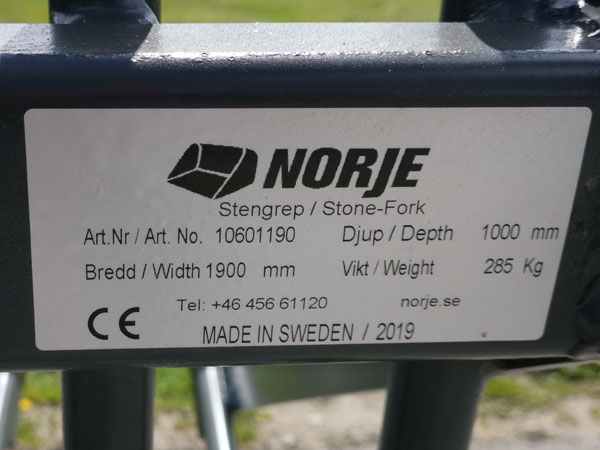 NORJE
Stengrep / Stone-Fork
Art.Nr / Art. No. 10601190 Djup / Depth 1000 mm
Bredd / Width 1900 mm Vikt / Weight 285 Kg
Tel: +46 456 61120 norje.se
CE MADE IN SWEDEN / 2019